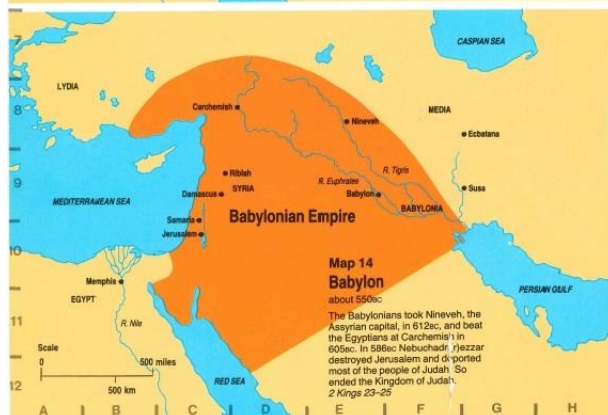 7
CASPIAN SEA
LYDIA
MEDIA
8
Carchemish
Nineveh
Ecbatana
9
Riblah
SYRIA
R. Tigris
R. Euphrates
Damascus
Babylon
Susa
MEDITERRANEAN SEA
BABYLONIA
Samaria
Babylonian Empire
Jerusalem
10
Map 14
Babylon
about 550BC
Memphis
EGYPT
PERSIAN GULF
The Babylonians took Nineveh, the
Assyrian capital, in 612BC, and beat
the Egyptians at Carchemish in
605BC. In 586BC
destroyed Jerusalem and deported
most of the people of Judah. So
ended the Kingdom of Judah.
2 Kings 23–25
11
R. Nile
Scale
0 500 miles
500 km
RED SEA
12
A B C D E F G H